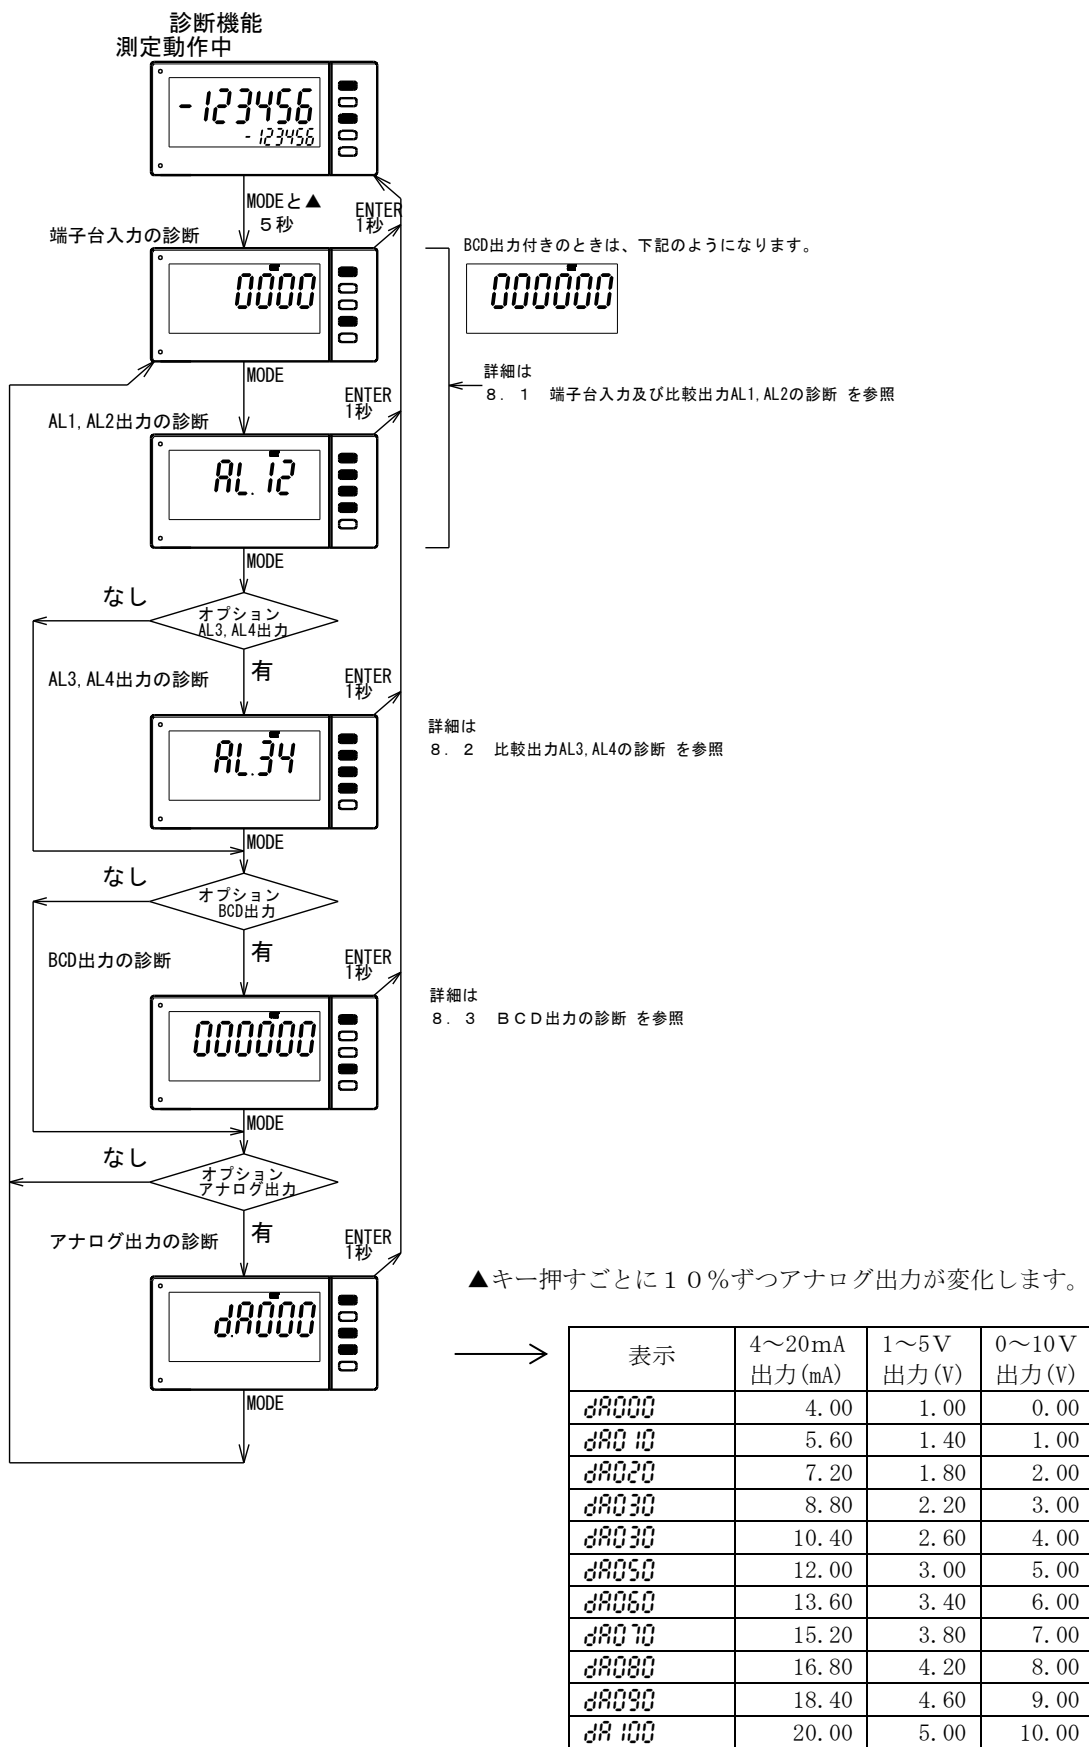 診断機能
測定動作中
-123456
-123456
MODEと▲
5秒
ENTER
1秒
端子台入力の診断
0000
BCD出力付きのときは、下記のようになります。
000000
MODE
詳細は
8. 1 端子台入力及び比較出力AL1,AL2の診断 を参照
ENTER
1秒
AL1,AL2出力の診断
AL.12
MODE
なし
オプション
AL3,AL4出力
有
ENTER
1秒
AL3,AL4出力の診断
AL.34
詳細は
8. 2 比較出力AL3,AL4の診断 を参照
MODE
なし
オプション
BCD出力
有
ENTER
1秒
BCD出力の診断
000000
詳細は
8. 3 BCD出力の診断 を参照
MODE
なし
オプション
アナログ出力
有
ENTER
1秒
アナログ出力の診断
d.A000
MODE
▲キー押すごとに10%ずつアナログ出力が変化します。
表示 4~20mA 出力(mA) 1~5V 出力(V) 0~10V 出力(V)
dA000 4.00 1.00 0.00
dA010 5.60 1.40 1.00
dA020 7.20 1.80 2.00
dA030 8.80 2.20 3.00
dA030 10.40 2.60 4.00
dA050 12.00 3.00 5.00
dA060 13.60 3.40 6.00
dA070 15.20 3.80 7.00
dA080 16.80 4.20 8.00
dA090 18.40 4.60 9.00
dA100 20.00 5.00 10.00